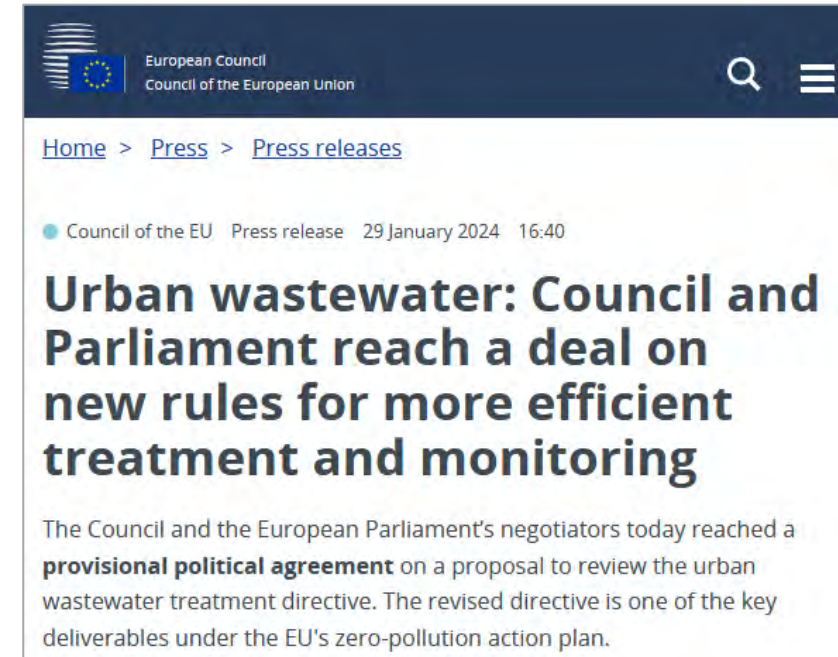 European Council
Council of the European Union
Home > Press > Press releases
Council of the EU Press release 29 January 2024 16:40
Urban wastewater: Council and
Parliament reach a deal on
new rules for more efficient
treatment and monitoring
The Council and the European Parliament's negotiators today reached a
provisional political agreement on a proposal to review the urban
wastewater treatment directive. The revised directive is one of the key
deliverables under the EU's zero-pollution action plan.